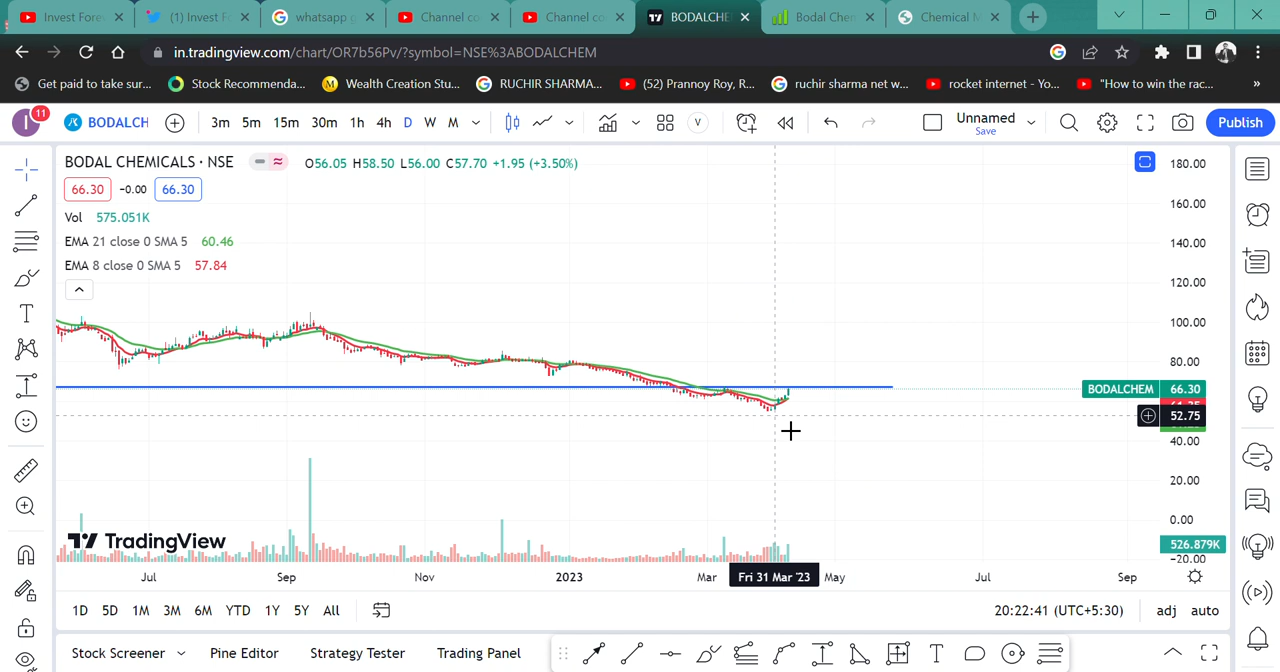 Invest Fores
(1) Invest F
whatsapp g
Channel co
Channel co
BODALCHE
Bodal Chem
Chemical M
in.tradingview.com/chart/OR7b56Pv/?symbol=NSE%3ABODALCHEM
Get paid to take sur...
Stock Recommenda...
Wealth Creation Stu...
RUCHIR SHARMA...
(52) Prannoy Roy, R...
ruchir sharma net w...
rocket internet - Yo...
"How to win the rac...
»
I
11
BODALCH
3m 5m 15m 30m 1h 4h D W M
V
Unnamed
Save
Publish
BODAL CHEMICALS · NSE
O56.05 H58.50 L56.00 C57.70 +1.95 (+3.50%)
66.30 -0.00 66.30
Vol 575.051K
EMA 21 close 0 SMA 5 60.46
EMA 8 close 0 SMA 5 57.84
180.00
160.00
140.00
120.00
100.00
80.00
BODALCHEM 66.30
52.75
40.00
20.00
0.00
526.879K
-20.00
TradingView
Jul Sep Nov 2023 Mar Fri 31 Mar '23 May Jul Sep
1D 5D 1M 3M 6M YTD 1Y 5Y All
20:22:41 (UTC+5:30) adj auto
Stock Screener Pine Editor Strategy Tester Trading Panel